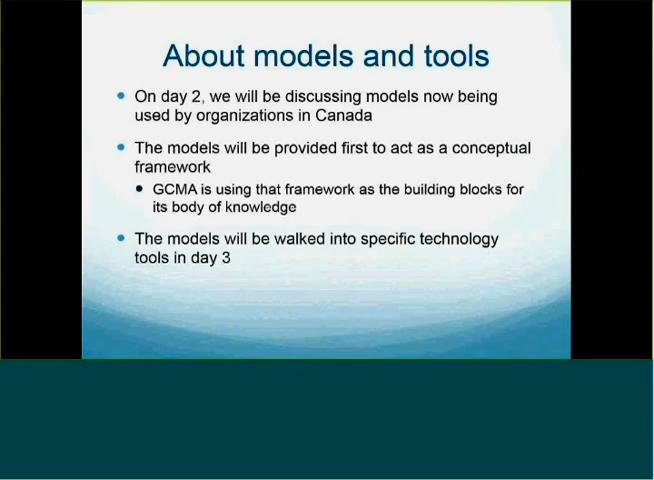 About models and tools
On day 2, we will be discussing models now being
used by organizations in Canada
The models will be provided first to act as a conceptual
framework
GCMA is using that framework as the building blocks for
its body of knowledge
The models will be walked into specific technology
tools in day 3